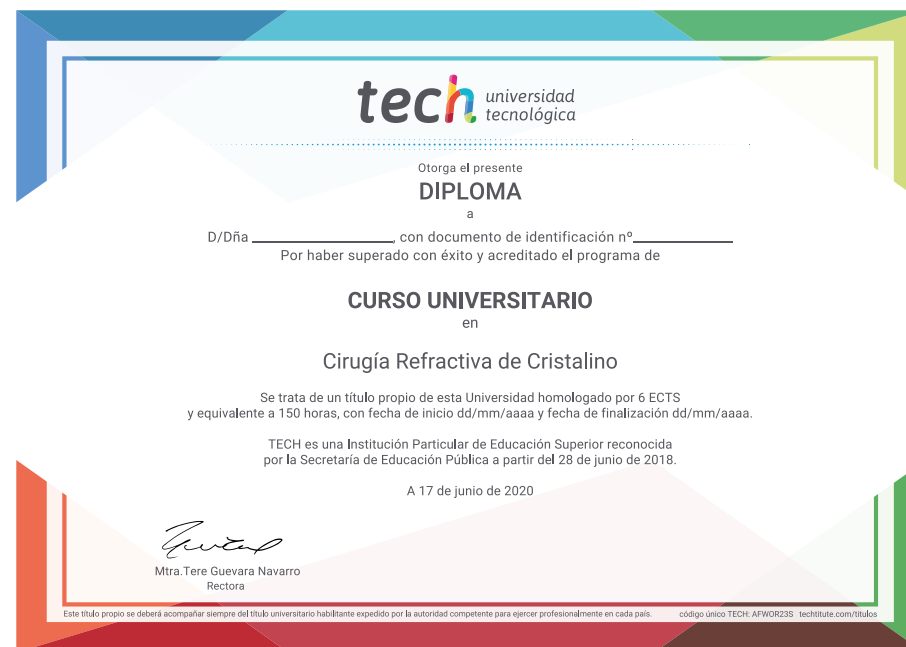 tech universidad
tecnológica
Otorga el presente
DIPLOMA
a
D/Dña ____________________, con documento de identificación nº______________
Por haber superado con éxito y acreditado el programa de
CURSO UNIVERSITARIO
en
Cirugía Refractiva de Cristalino
Se trata de un título propio de esta Universidad homologado por 6 ECTS
y equivalente a 150 horas, con fecha de inicio dd/mm/aaaa y fecha de finalización dd/mm/aaaa.
TECH es una Institución Particular de Educación Superior reconocida
por la Secretaría de Educación Pública a partir del 28 de junio de 2018.
A 17 de junio de 2020
Mtra.Tere Guevara Navarro
Rectora
Este título propio se deberá acompañar siempre del título universitario habilitante expedido por la autoridad competente para ejercer profesionalmente en cada país. código único TECH: AFWOR23S techtitute.com/titulos